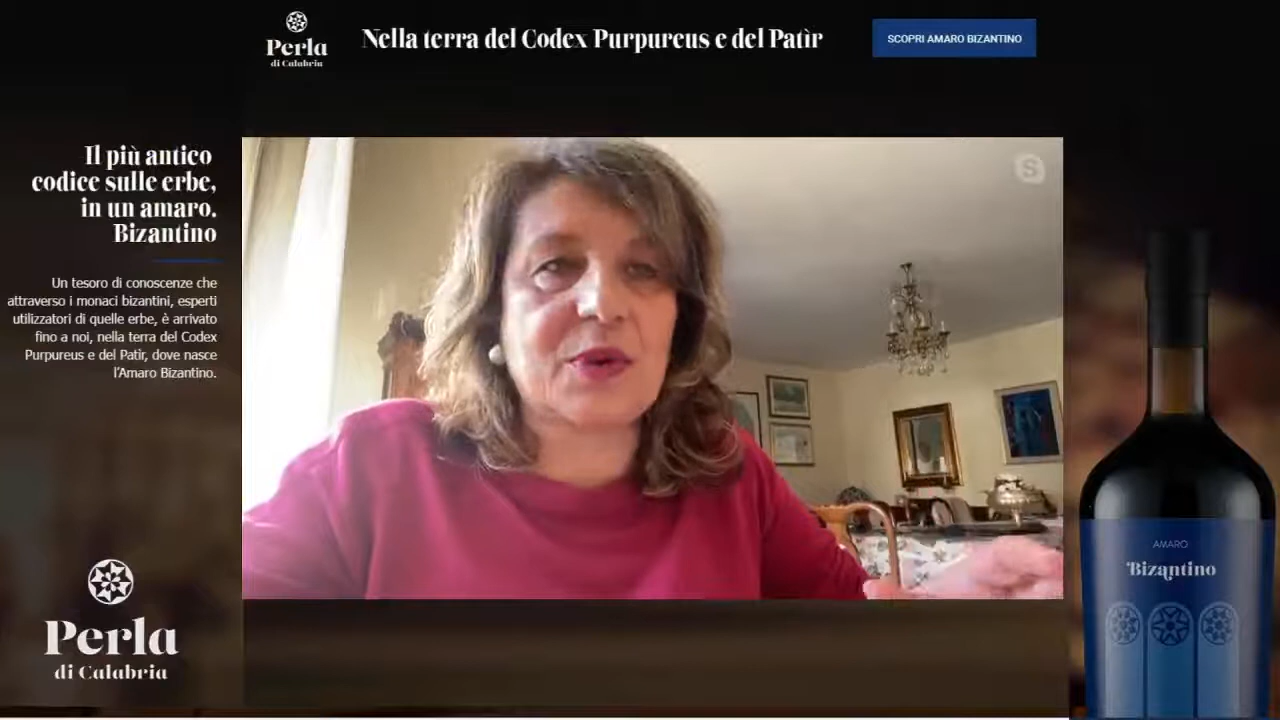 Perla
di Calabria
Nella terra del Codex Purpureus e del Patìr
SCOPRI AMARO BIZANTINO
Il più antico
codice sulle erbe,
in un amaro.
Bizantino
Un tesoro di conoscenze che
attraverso i monaci bizantini, esperti
utilizzatori di quelle erbe, è arrivato
fino a noi, nella terra del Codex
Purpureus e del Patìr, dove nasce
l'Amaro Bizantino.
Perla
di Calabria
S
AMARO
Bizantino